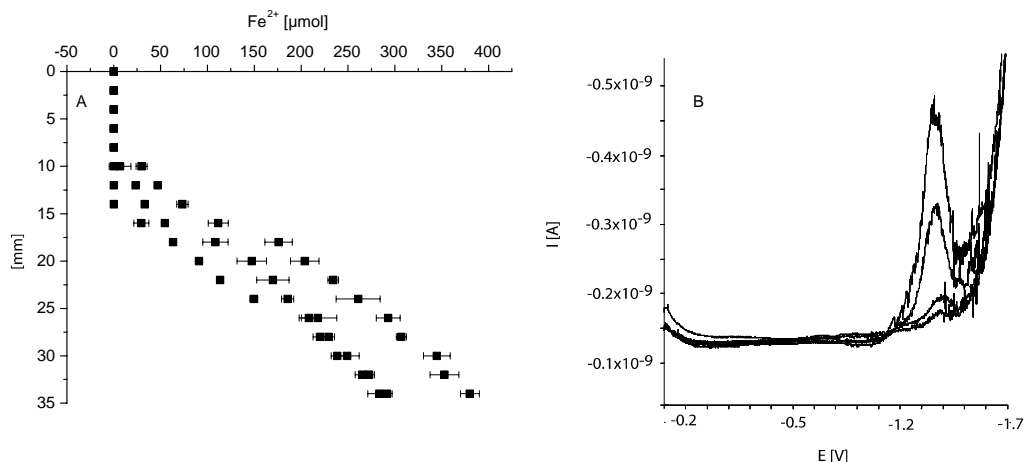 Fe2+ [µmol]
-50 0 50 100 150 200 250 300 350 400
0
5
10
15
20
25
30
35
[mm]
A
B
-0.5x10-9
-0.4x10-9
-0.3x10-9
-0.2x10-9
-0.1x10-9
I [A]
-0.2 -0.5 -1.2 -1.7
E [V]